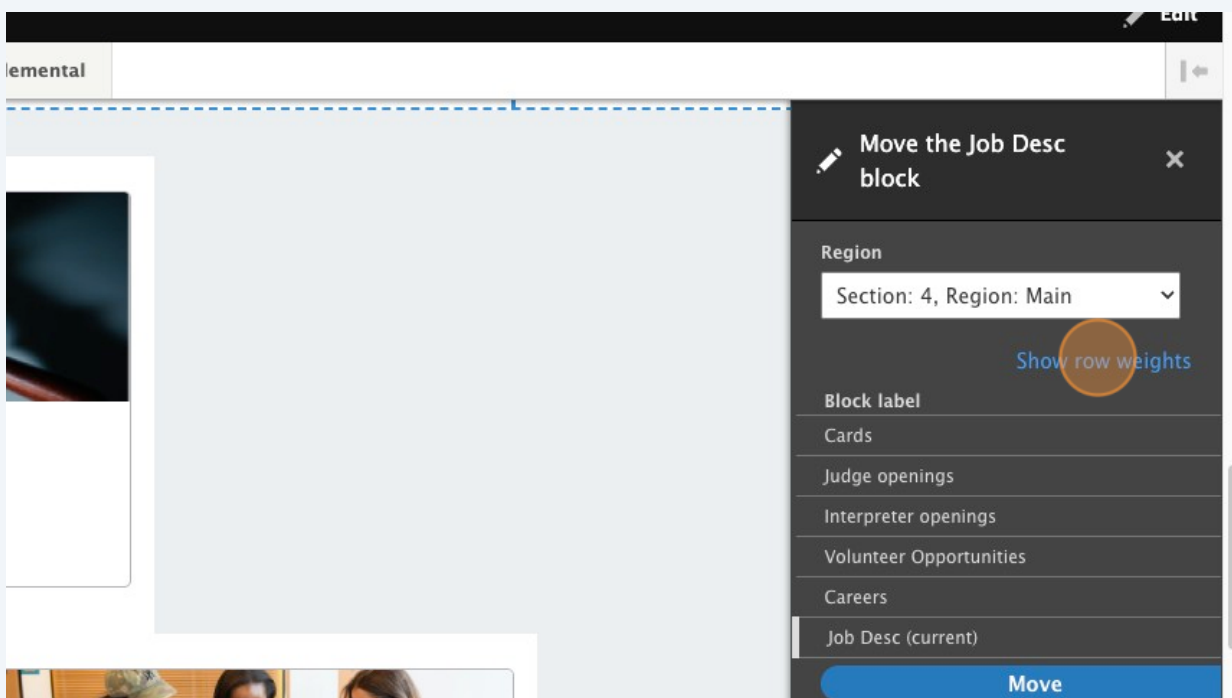 Edit
lemental
Move the Job Desc
block
Region
Section: 4, Region: Main
Show row weights
Block label
Cards
Judge openings
Interpreter openings
Volunteer Opportunities
Careers
Job Desc (current)
Move